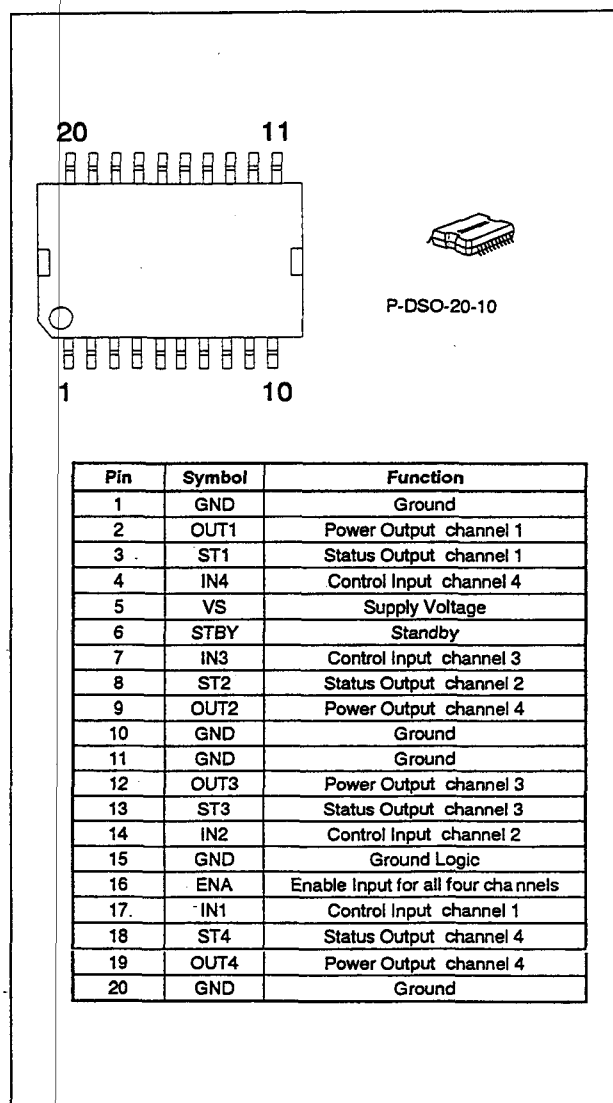 20 11
P-DSO-20-10
1 10
Pin Symbol Function
1 GND Ground
2 OUT1 Power Output channel 1
3 ST1 Status Output channel 1
4 IN4 Control Input channel 4
5 VS Supply Voltage
6 STBY Standby
7 IN3 Control Input channel 3
8 ST2 Status Output channel 2
9 OUT2 Power Output channel 4
10 GND Ground
11 GND Ground
12 OUT3 Power Output channel 3
13 ST3 Status Output channel 3
14 IN2 Control Input channel 2
15 GND Ground Logic
16 ENA Enable Input for all four channels
17. IN1 Control Input channel 1
18 ST4 Status Output channel 4
19 OUT4 Power Output channel 4
20 GND Ground